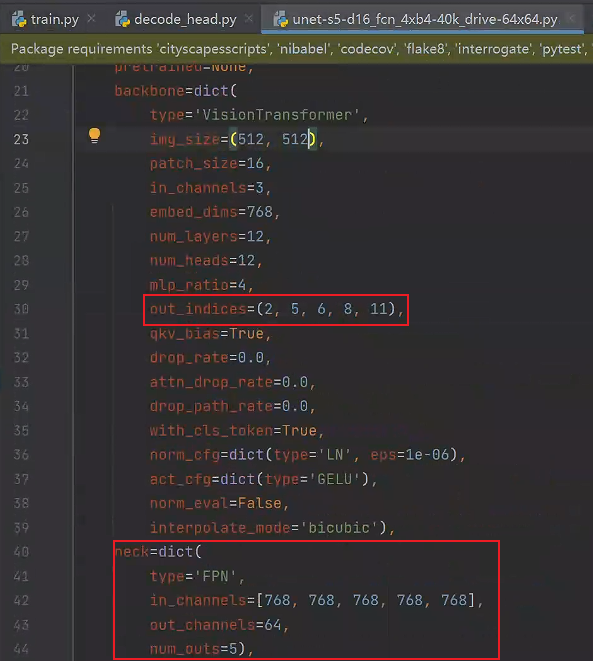 train.py × decode_head.py × unet-s5-d16_fcn_4xb4-40k_drive-64x64.py ×
Package requirements 'cityscapesscripts', 'nibabel', 'codecov', 'flake8', 'interrogate', 'pytest', '
20 pretrained=None,
21 backbone=dict(
22 type='VisionTransformer',
23 img_size=(512, 512),
24 patch_size=16,
25 in_channels=3,
26 embed_dims=768,
27 num_layers=12,
28 num_heads=12,
29 mlp_ratio=4,
30 out_indices=(2, 5, 6, 8, 11),
31 qkv_bias=True,
32 drop_rate=0.0,
33 attn_drop_rate=0.0,
34 drop_path_rate=0.0,
35 with_cls_token=True,
36 norm_cfg=dict(type='LN', eps=1e-06),
37 act_cfg=dict(type='GELU'),
38 norm_eval=False,
39 interpolate_mode='bicubic'),
40 neck=dict(
41 type='FPN',
42 in_channels=[768, 768, 768, 768, 768],
43 out_channels=64,
44 num_outs=5),